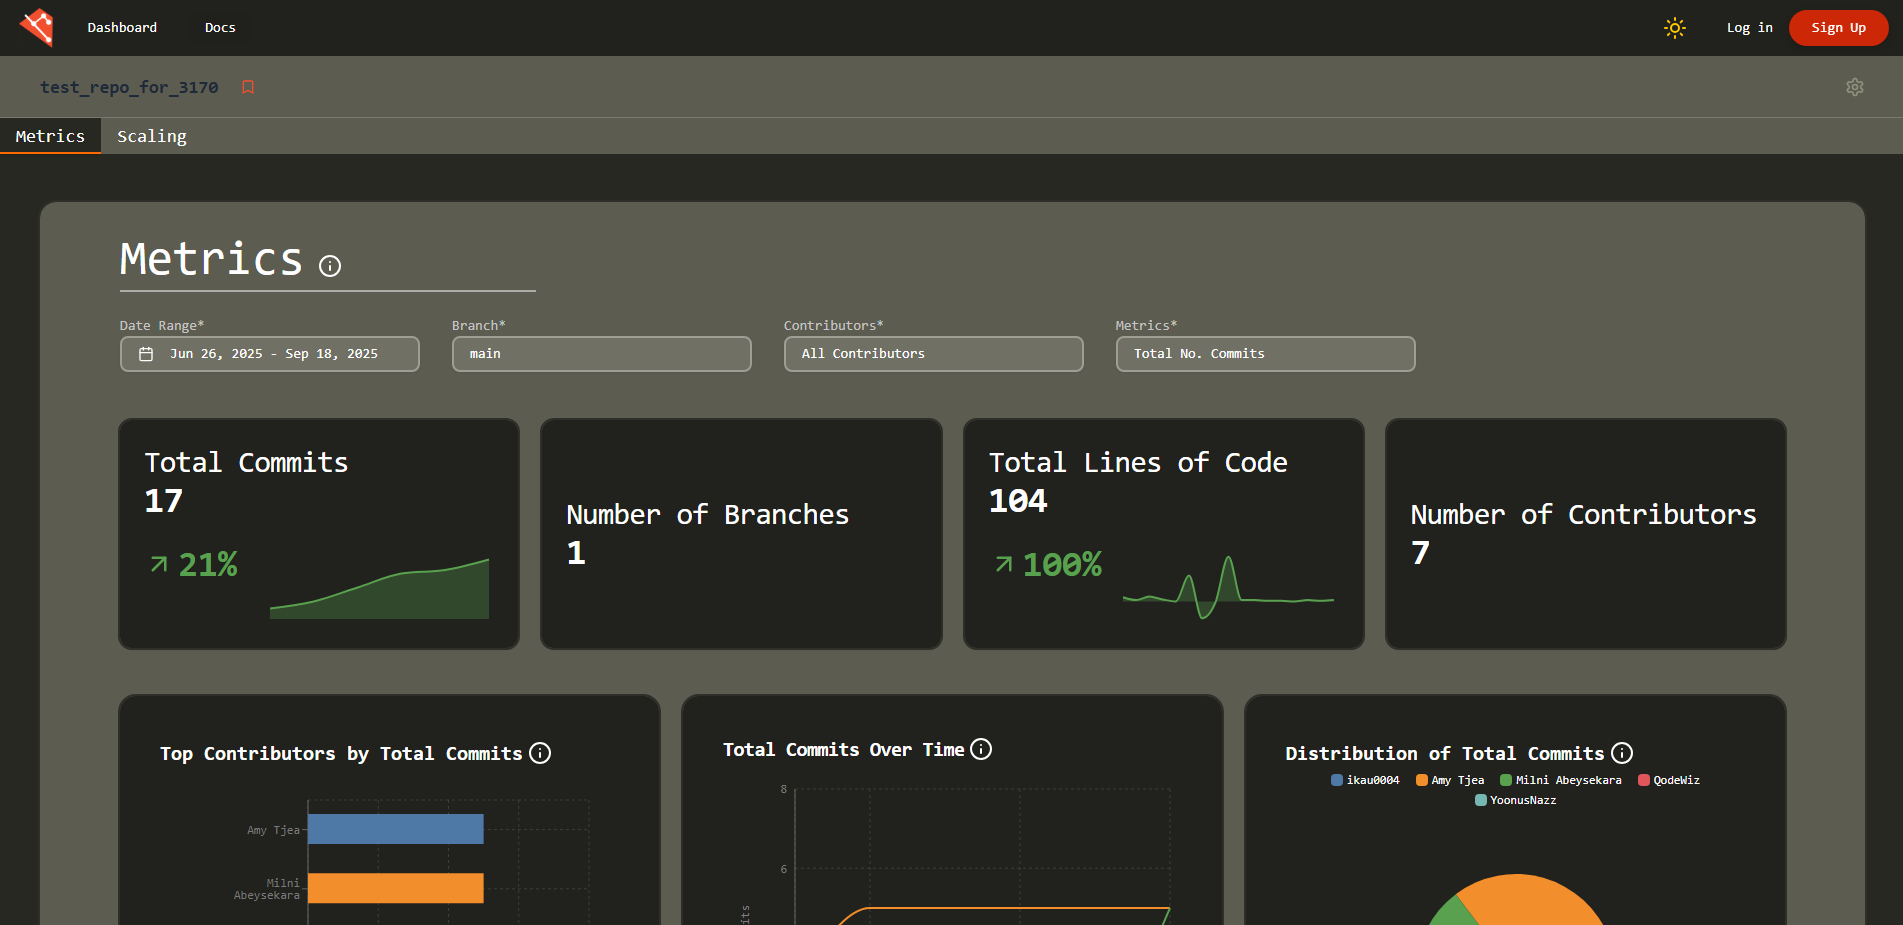 Dashboard Docs Log in Sign Up
test_repo_for_3170
Metrics Scaling
Metrics
Date Range* Branch* Contributors* Metrics*
Jun 26, 2025 - Sep 18, 2025 main All Contributors Total No. Commits
Total Commits
17
21%
Number of Branches
1
Total Lines of Code
104
100%
Number of Contributors
7
Top Contributors by Total Commits
Amy Tjea
Milni
Abeysekara
Total Commits Over Time
8
6
Distribution of Total Commits
ikau0004 Amy Tjea Milni Abeysekara QodeWiz
YoonusNazz